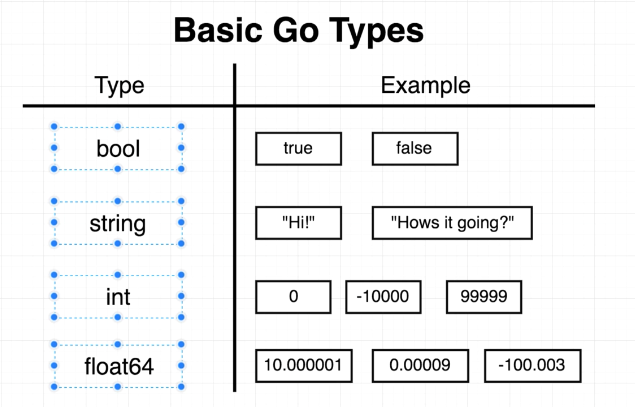 Basic Go Types
Type Example
bool true false
string "Hi!" "Hows it going?"
int 0 -10000 99999
float64 10.000001 0.00009 -100.003